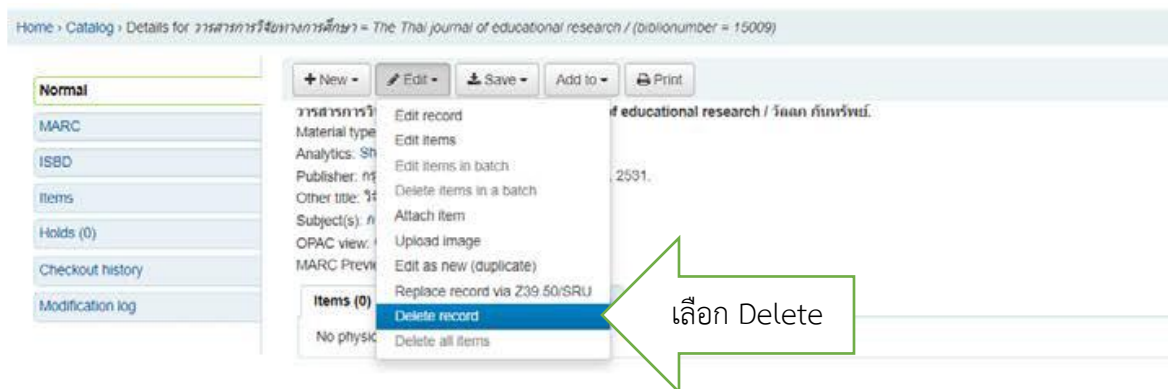 Home › Catalog › Details for วารสารการวิจัยทางการศึกษา = The Thai journal of educational research / (biblionumber = 15009)
Normal
MARC
ISBD
Items
Holds (0)
Checkout history
Modification log
+ New Edit Save Add to Print
วารสารการวิ of educational research / วัลลภ กันทรัพย์.
Material type
Analytics: Sh
Publisher: กรุ , 2531.
Other title: วิจั
Subject(s): ก
OPAC view:
MARC Previe
Items (0)
No physic
Edit record
Edit items
Edit items in batch
Delete items in a batch
Attach item
Upload image
Edit as new (duplicate)
Replace record via Z39.50/SRU
Delete record
Delete all items
เลือก Delete